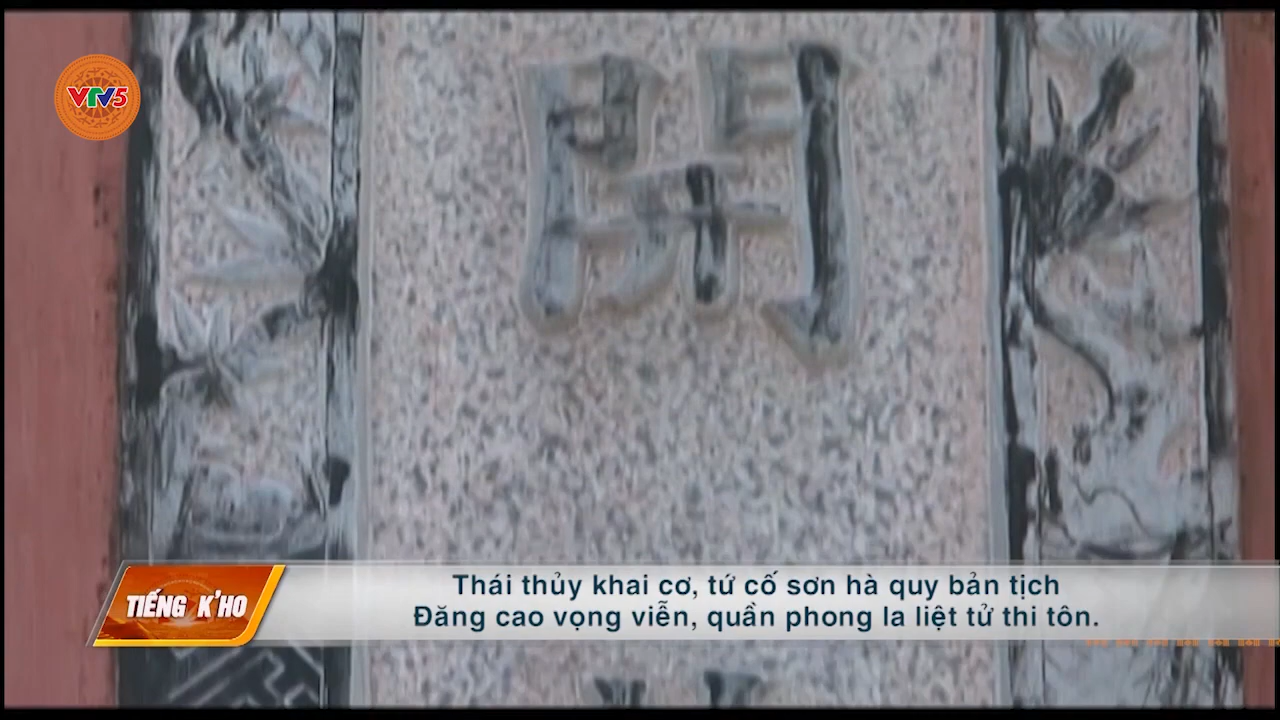 VTV5
開
TIẾNG K'HO
Thái thủy khai cơ, tứ cố sơn hà quy bản tịch
Đăng cao vọng viễn, quần phong la liệt tử thi tôn.